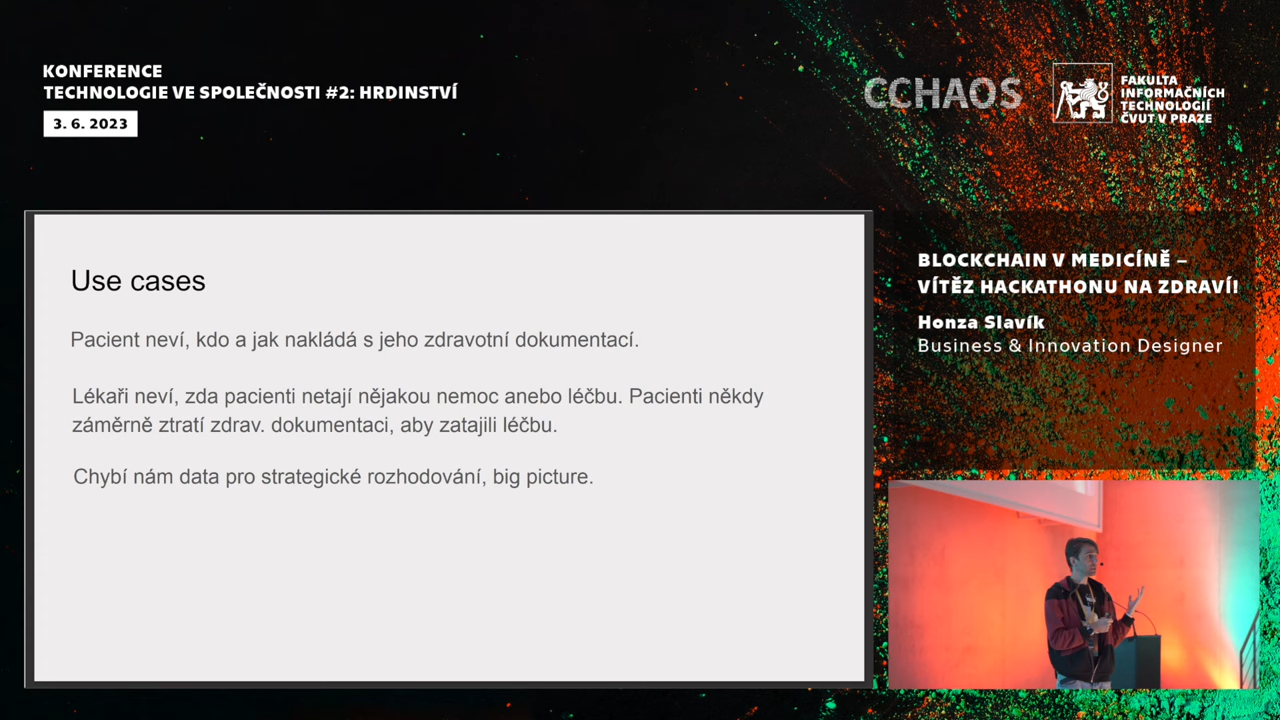 KONFERENCE
TECHNOLOGIE VE SPOLEČNOSTI #2: HRDINSTVÍ
3. 6. 2023
CCHAOS
FAKULTA
INFORMAČNÍCH
TECHNOLOGIÍ
ČVUT V PRAZE
Use cases
Pacient neví, kdo a jak nakládá s jeho zdravotní dokumentací.
Lékaři neví, zda pacienti netají nějakou nemoc anebo léčbu. Pacienti někdy
záměrně ztratí zdrav. dokumentaci, aby zatajili léčbu.
Chybí nám data pro strategické rozhodování, big picture.
BLOCKCHAIN V MEDICÍNĚ –
VÍTĚZ HACKATHONU NA ZDRAVÍ!
Honza Slavík
Business & Innovation Designer